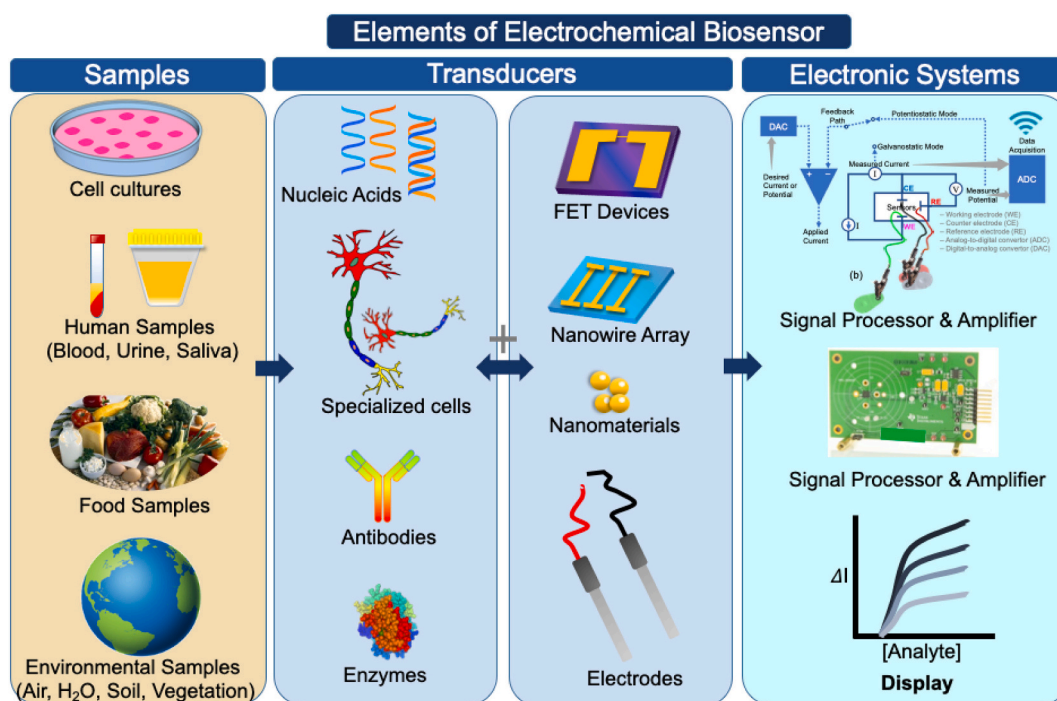 Elements of Electrochemical Biosensor
Samples
Transducers
Electronic Systems
Cell cultures
Human Samples
(Blood, Urine, Saliva)
Food Samples
Environmental Samples
(Air, H₂O, Soil, Vegetation)
Nucleic Acids
Specialized cells
Antibodies
Enzymes
+
FET Devices
Nanowire Array
Nanomaterials
Electrodes
DAC
Feedback
Path
Potentiostatic Mode
Data
Acquisition
Galvanostatic Mode
Measured Current
ADC
Desired
Current or
Potential
+ −
I
CE
V
Measured
Potential
Sensors
RE
I
WE
Applied
Current
– Working electrode (WE)
– Counter electrode (CE)
– Reference electrode (RE)
– Analog-to-digital convertor (ADC)
– Digital-to-analog convertor (DAC)
(b)
Signal Processor & Amplifier
Signal Processor & Amplifier
ΔI
[Analyte]
Display